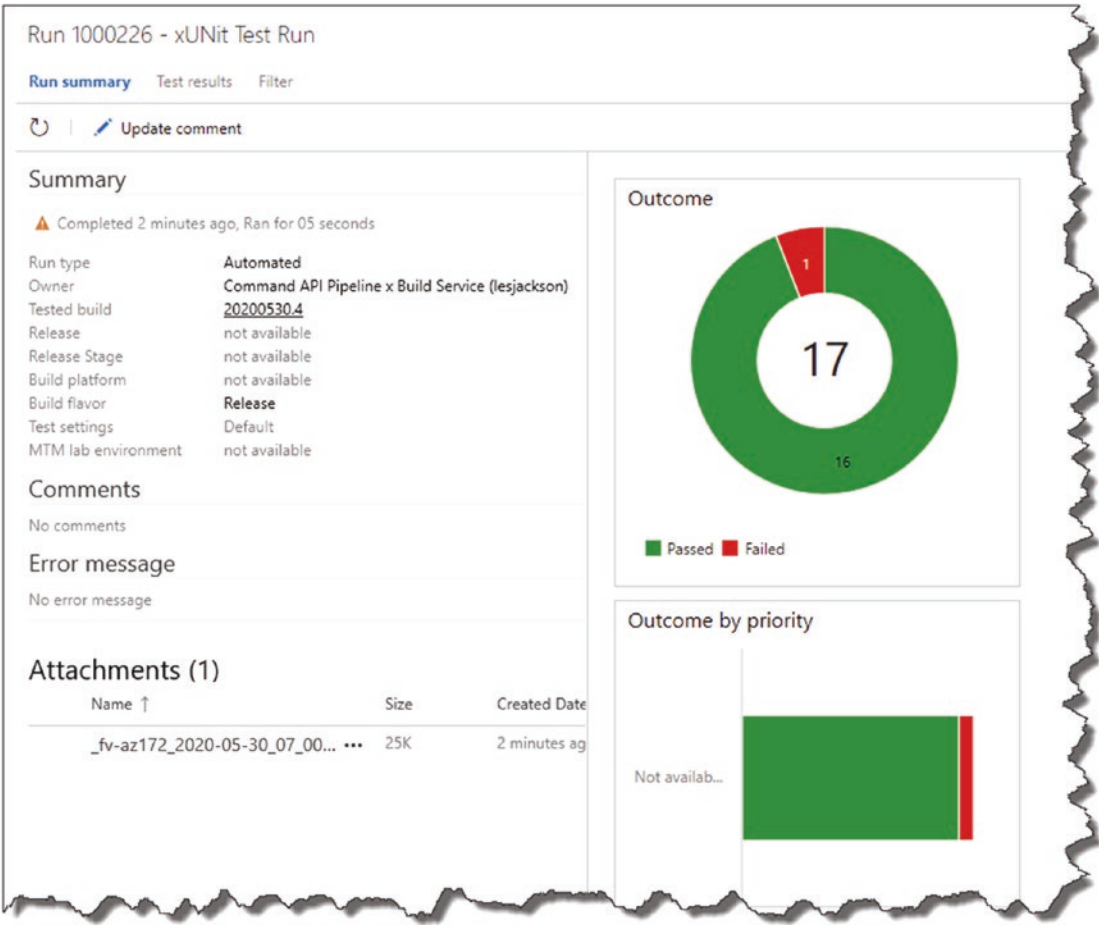 Run 1000226 - xUNit Test Run
Run summary Test results Filter
Update comment
Summary
Completed 2 minutes ago, Ran for 05 seconds
Run type Automated
Owner Command API Pipeline x Build Service (lesjackson)
Tested build 20200530.4
Release not available
Release Stage not available
Build platform not available
Build flavor Release
Test settings Default
MTM lab environment not available
Comments
No comments
Error message
No error message
Attachments (1)
Name ↑ Size Created Date
_fv-az172_2020-05-30_07_00... ••• 25K 2 minutes ag
Outcome
1
17
16
Passed Failed
Outcome by priority
Not availab...